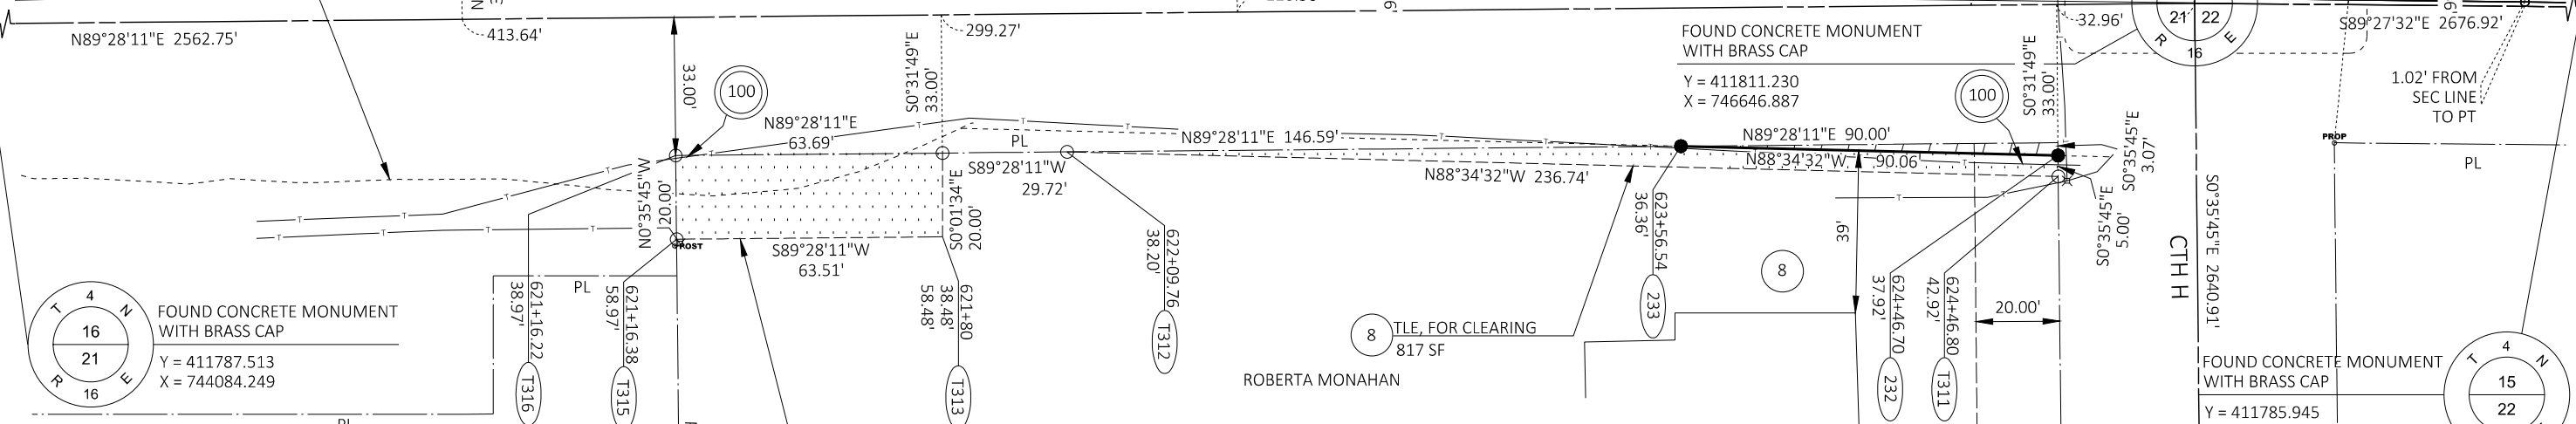 N89°28'11"E 2562.75'
413.64'
299.27'
33.00'
100
N89°28'11"E
63.69'
S0°31'49"E
33.00'
N89°28'11"E 146.59'
PL
S89°28'11"W
29.72'
N0°35'45"W
20.00'
POST
S89°28'11"W
63.51'
S0°01'34"E
20.00'
FOUND CONCRETE MONUMENT
WITH BRASS CAP
Y = 411811.230
X = 746646.887
100
S0°31'49"E
33.00'
32.96'
21 22
R 16 E
S89°27'32"E 2676.92'
1.02' FROM
SEC LINE
TO PT
PROP
PL
N89°28'11"E 90.00'
N88°34'32"W 90.06'
N88°34'32"W 236.74'
S0°35'45"E
3.07'
S0°35'45"E
5.00'
CTH H
S0°35'45"E 2640.91'
39'
8
20.00'
T 4 N
16
21
R 16 E
FOUND CONCRETE MONUMENT
WITH BRASS CAP
Y = 411787.513
X = 744084.249
PL
PL
621+16.22
38.97'
T316
621+16.38
58.97'
T315
621+80
38.48'
58.48'
T313
622+09.76
38.20'
T312
8 TLE, FOR CLEARING
817 SF
ROBERTA MONAHAN
623+56.54
36.36'
233
624+46.70
37.92'
232
624+46.80
42.92'
T311
FOUND CONCRETE MONUMENT
WITH BRASS CAP
Y = 411785.945
T 4 N
15
22